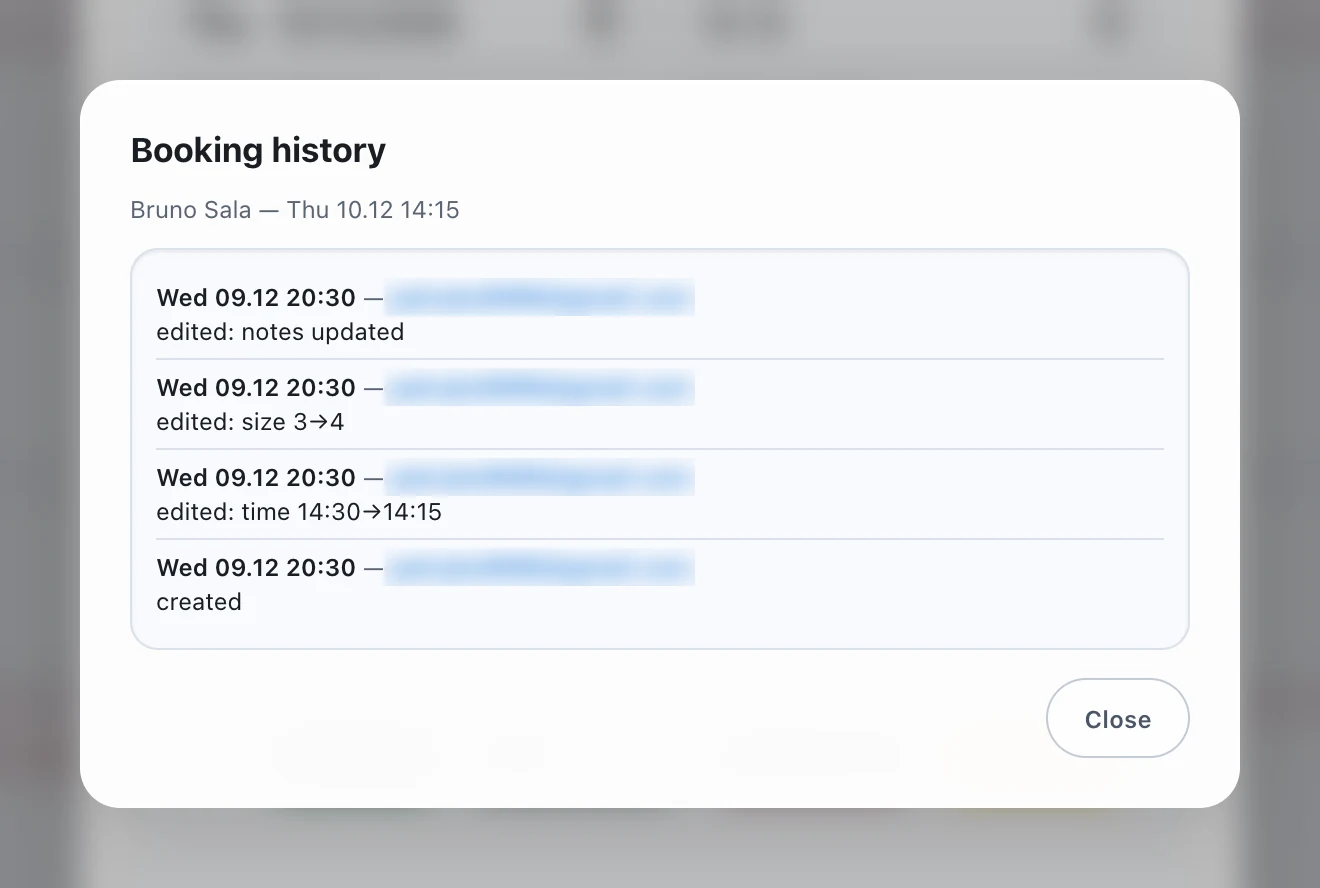 Booking history
Bruno Sala — Thu 10.12 14:15
Wed 09.12 20:30 —
edited: notes updated
Wed 09.12 20:30 —
edited: size 3→4
Wed 09.12 20:30 —
edited: time 14:30→14:15
Wed 09.12 20:30 —
created
Close